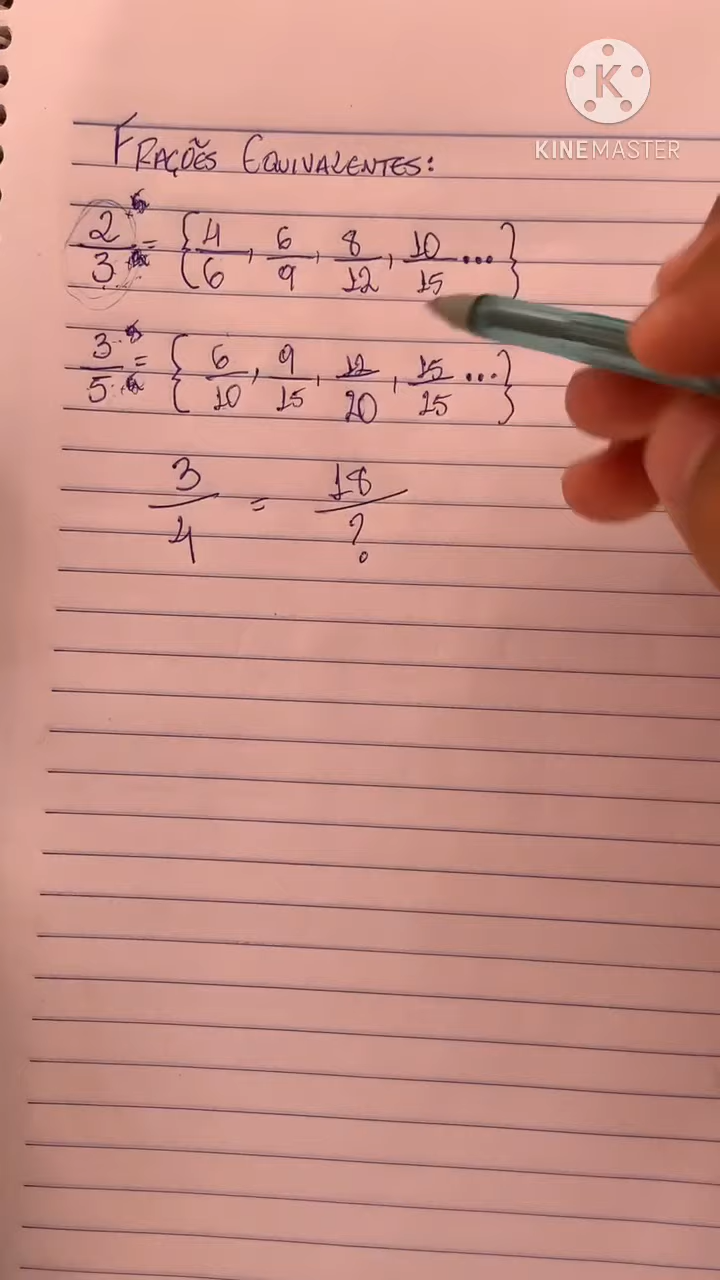 K
KINEMASTER
FRAÇÕES EQUIVALENTES:
2/3 = {4/6, 6/9, 8/12, 10/15 ...}
3/5 = {6/10, 9/15, 12/20, 15/25 ...}
3/4 = 18/?